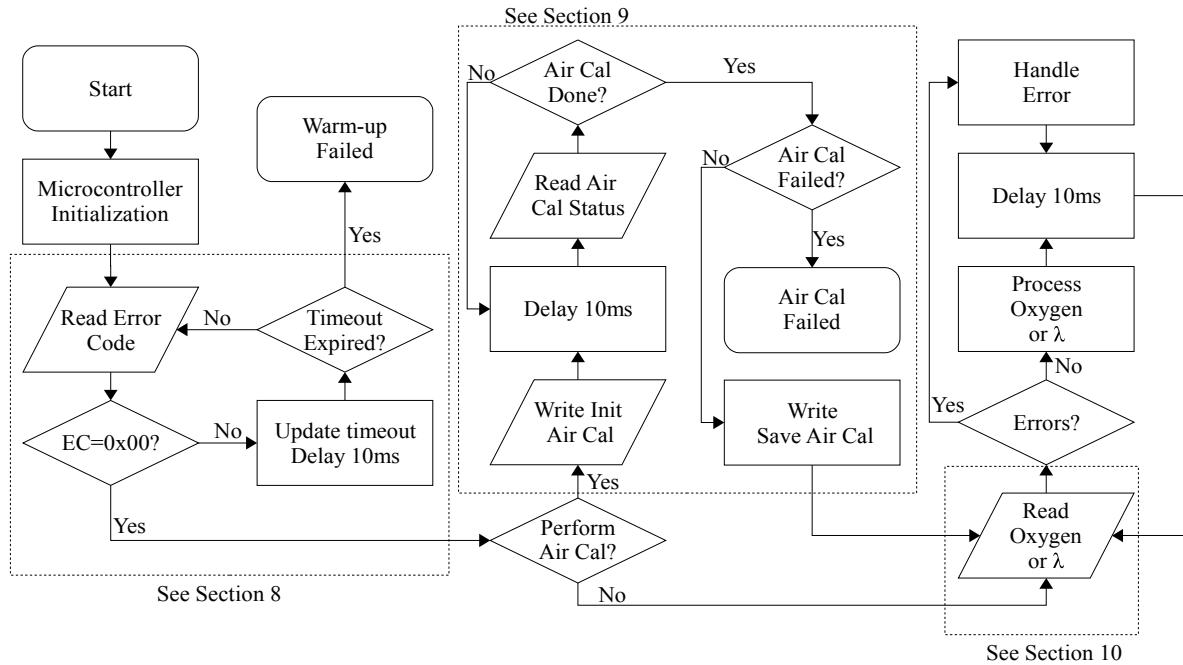 See Section 9
Start
Microcontroller
Initialization
Warm-up
Failed
Yes
Read Error
Code
No
Timeout
Expired?
EC=0x00?
No
Update timeout
Delay 10ms
Yes
See Section 8
No
Air Cal
Done?
Yes
Read Air
Cal Status
Delay 10ms
Write Init
Air Cal
Yes
Perform
Air Cal?
No
No
Air Cal
Failed?
Yes
Air Cal
Failed
Write
Save Air Cal
Handle
Error
Delay 10ms
Process
Oxygen
or λ
No
Yes
Errors?
Read
Oxygen
or λ
See Section 10